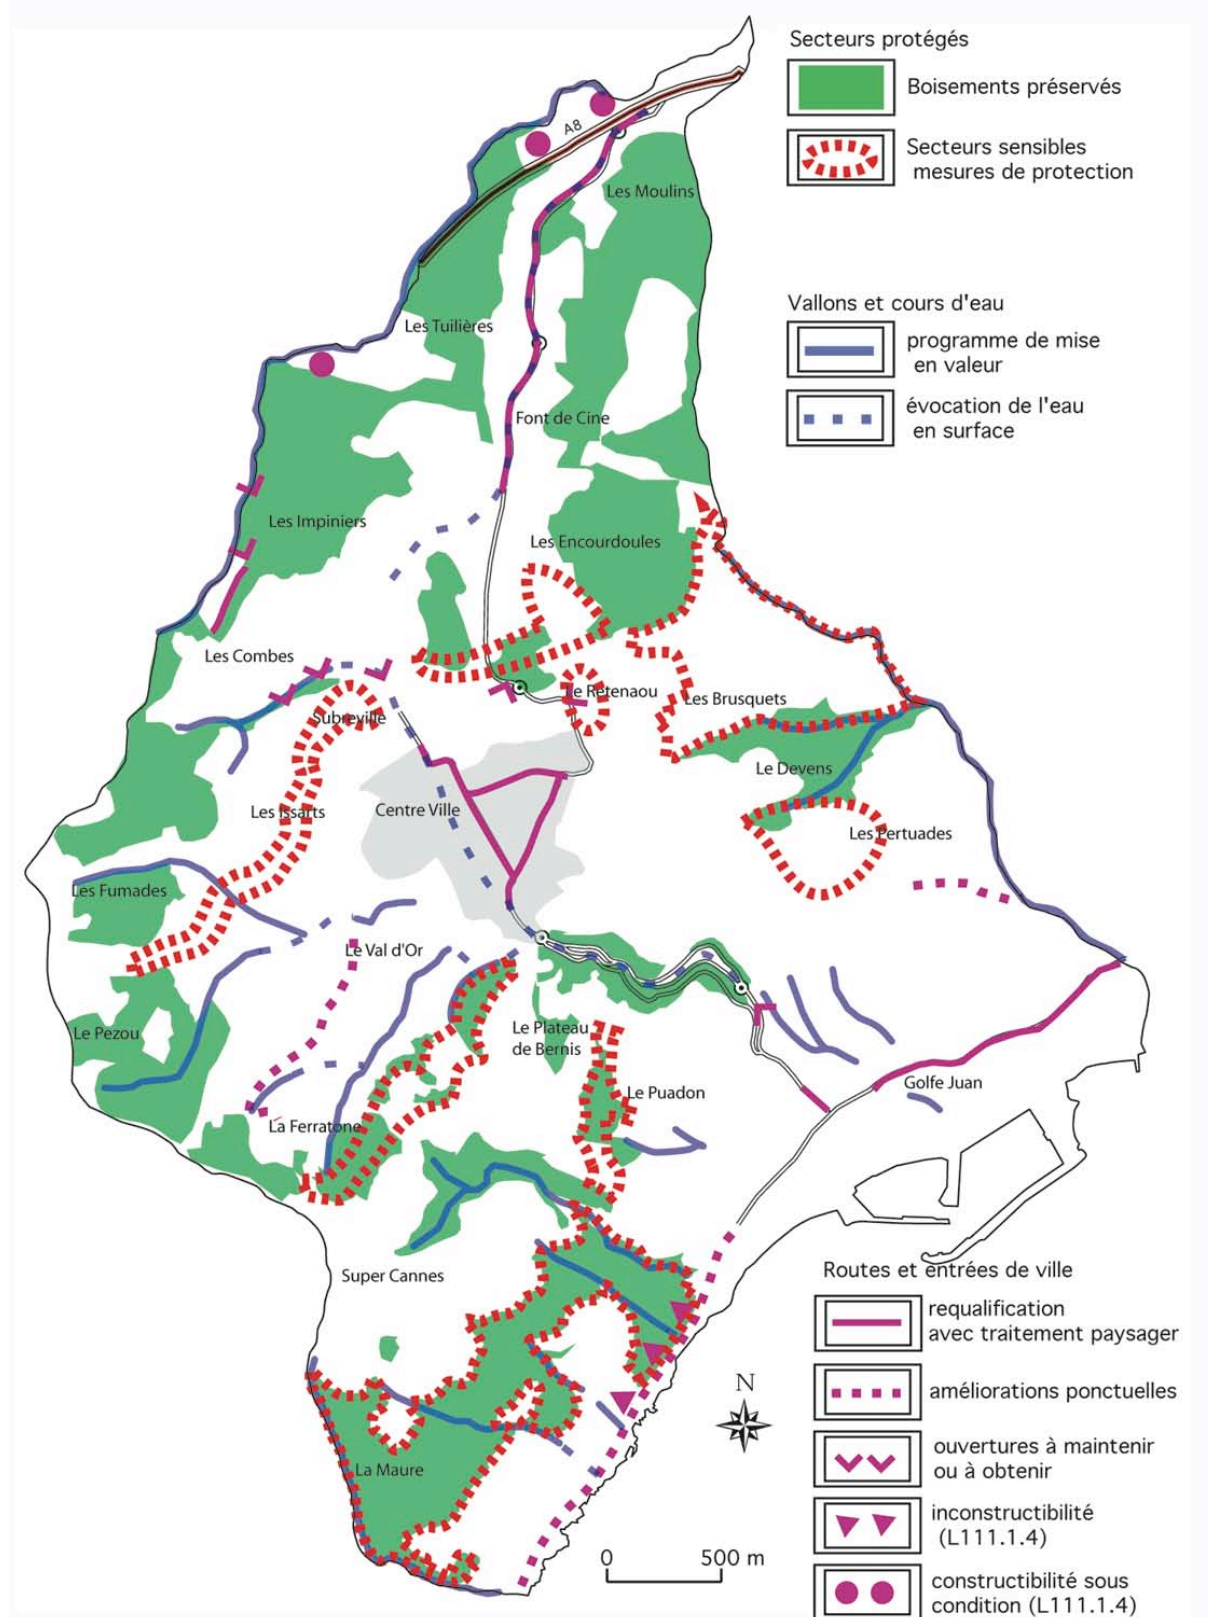 Secteurs protégés
Boisements préservés
Secteurs sensibles
mesures de protection
A8
Les Moulins
Vallons et cours d'eau
programme de mise
en valeur
évocation de l'eau
en surface
Les Tuilières
Font de Cine
Les Impiniers
Les Encourdoules
Les Combes
Le Retenaou
Les Brusquets
Subreville
Le Devens
Les Issarts
Centre Ville
Les Pertuades
Les Fumades
Le Val d'Or
Le Pezou
Le Plateau
de Bernis
Le Puadon
Golfe Juan
La Ferratone
Super Cannes
Routes et entrées de ville
requalification
avec traitement paysager
améliorations ponctuelles
N
ouvertures à maintenir
ou à obtenir
La Maure
inconstructibilité
(L111.1.4)
0 500 m
constructibilité sous
condition (L111.1.4)